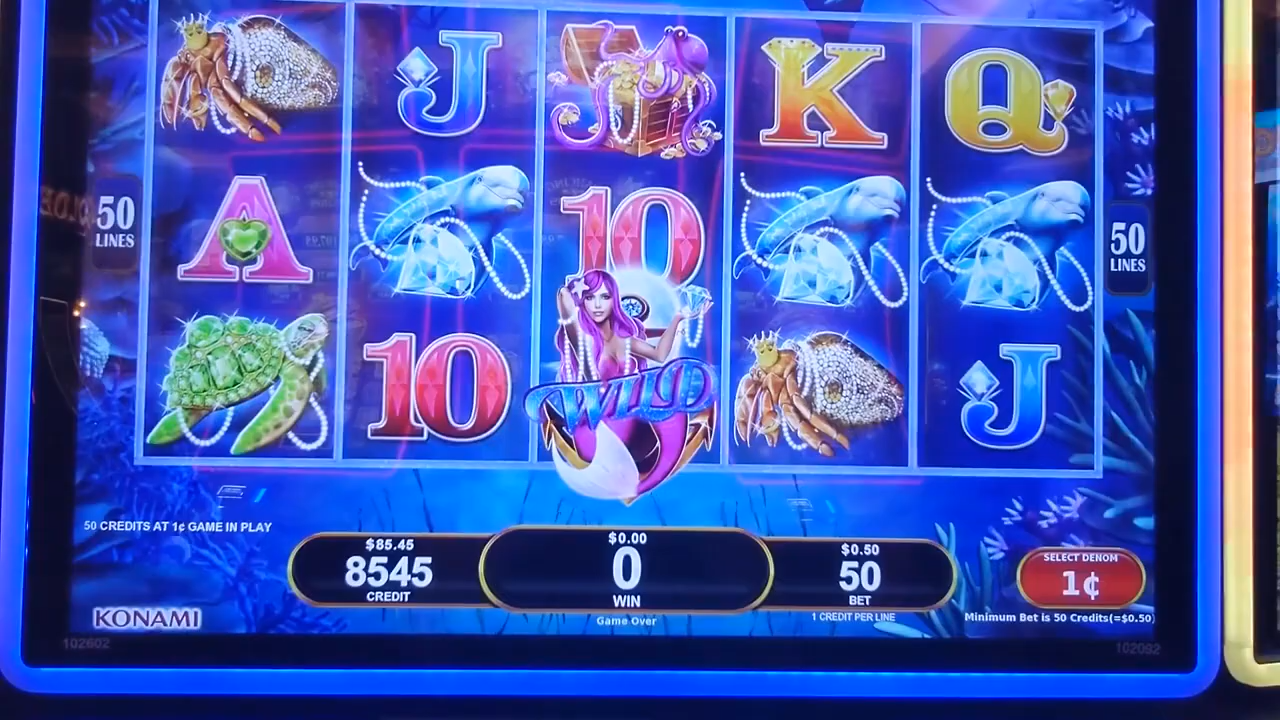 J
K
Q
50
LINES
A
10
50
LINES
10
WILD
J
50 CREDITS AT 1¢ GAME IN PLAY
$85.45
8545
CREDIT
$0.00
0
WIN
Game Over
$0.50
50
BET
1 CREDIT PER LINE
SELECT DENOM
1¢
Minimum Bet is 50 Credits(=$0.50)
KONAMI
102602
102092